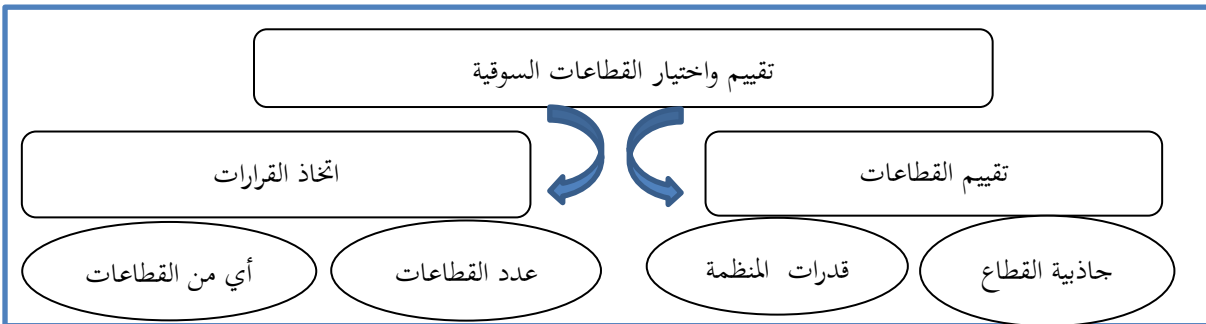 تقييم واختيار القطاعات السوقية
تقييم القطاعات
اتخاذ القرارات
جاذبية القطاع
قدرات المنظمة
عدد القطاعات
أي من القطاعات